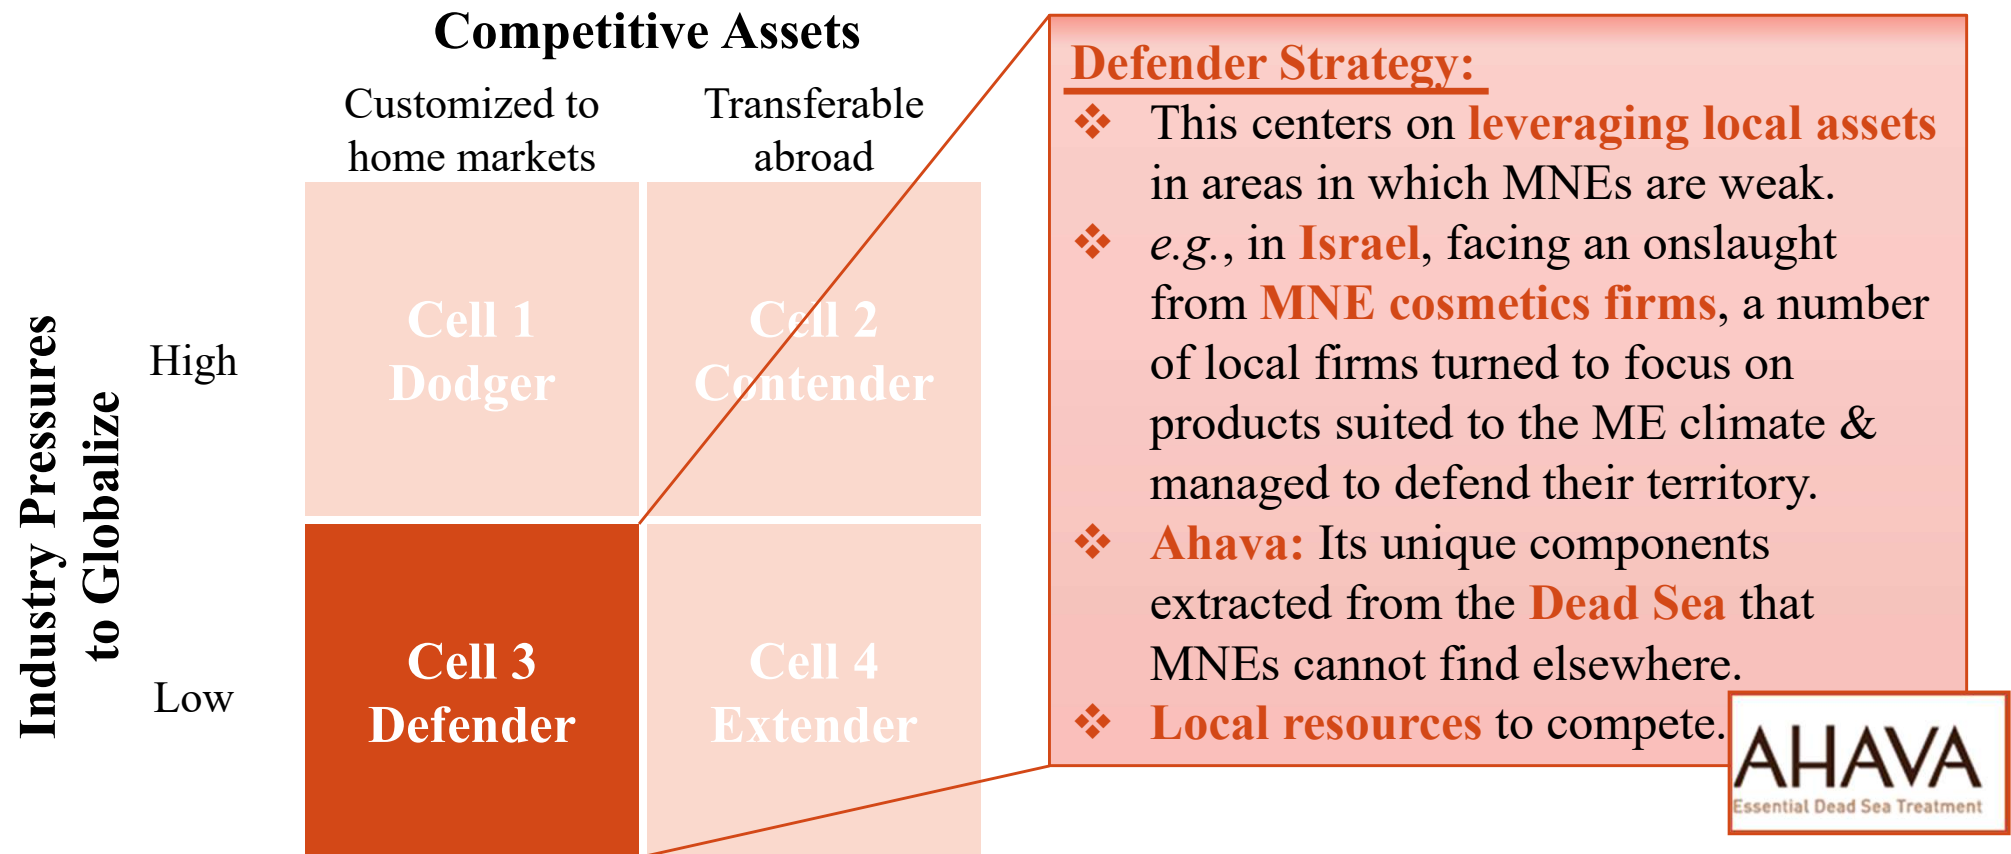 Competitive Assets
Customized to
home markets
Transferable
abroad
Industry Pressures
to Globalize
High
Low
Cell 1
Dodger
Cell 2
Contender
Cell 3
Defender
Cell 4
Extender
Defender Strategy:
❖ This centers on leveraging local assets
in areas in which MNEs are weak.
❖ e.g., in Israel, facing an onslaught
from MNE cosmetics firms, a number
of local firms turned to focus on
products suited to the ME climate &
managed to defend their territory.
❖ Ahava: Its unique components
extracted from the Dead Sea that
MNEs cannot find elsewhere.
❖ Local resources to compete.
AHAVA
Essential Dead Sea Treatment